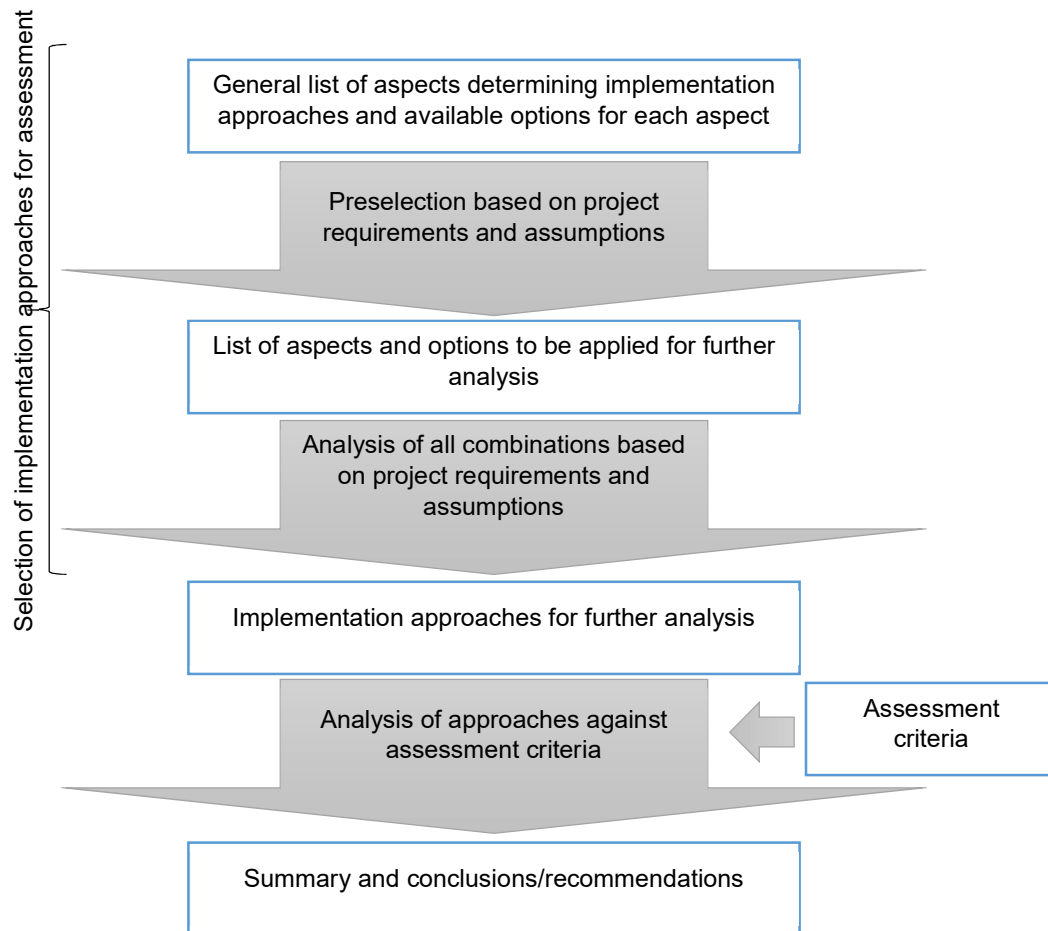 Selection of implementation approaches for assessment
General list of aspects determining implementation
approaches and available options for each aspect
Preselection based on project
requirements and assumptions
List of aspects and options to be applied for further
analysis
Analysis of all combinations based
on project requirements and
assumptions
Implementation approaches for further analysis
Analysis of approaches against
assessment criteria
Assessment
criteria
Summary and conclusions/recommendations